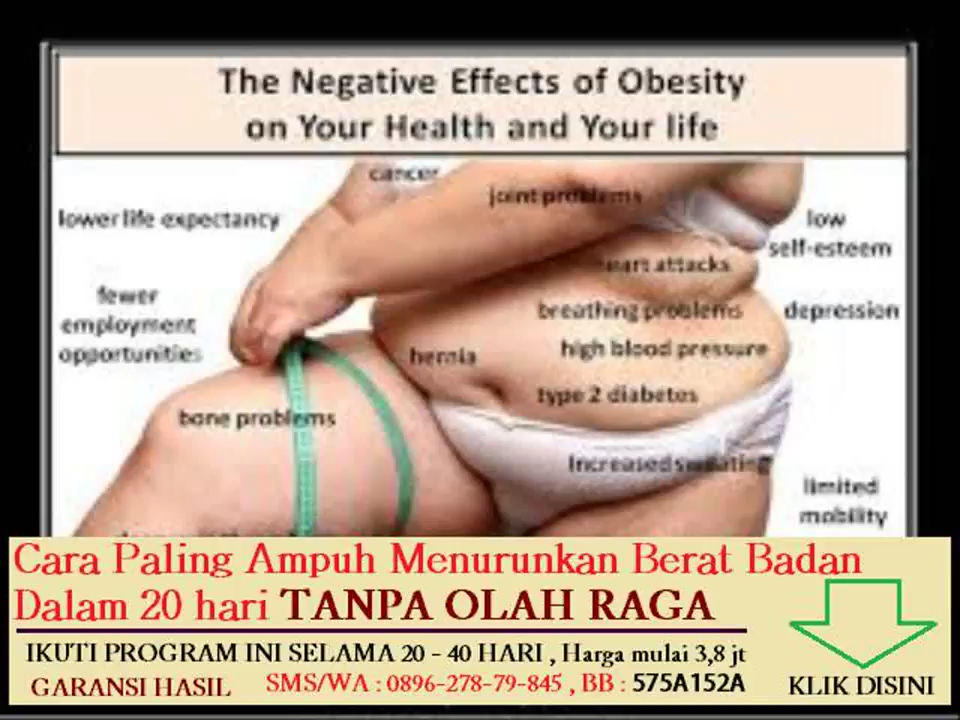 The Negative Effects of Obesity
on Your Health and Your life
cancer
joint problems
lower life expectancy
low
self-esteem
heart attacks
fewer
employment
opportunities
breathing problems
depression
hernia
high blood pressure
type 2 diabetes
bone problems
Increased sweating
limited
mobility
Cara Paling Ampuh Menurunkan Berat Badan
Dalam 20 hari TANPA OLAH RAGA
IKUTI PROGRAM INI SELAMA 20 - 40 HARI , Harga mulai 3,8 jt
GARANSI HASIL SMS/WA : 0896-278-79-845 , BB : 575A152A
KLIK DISINI